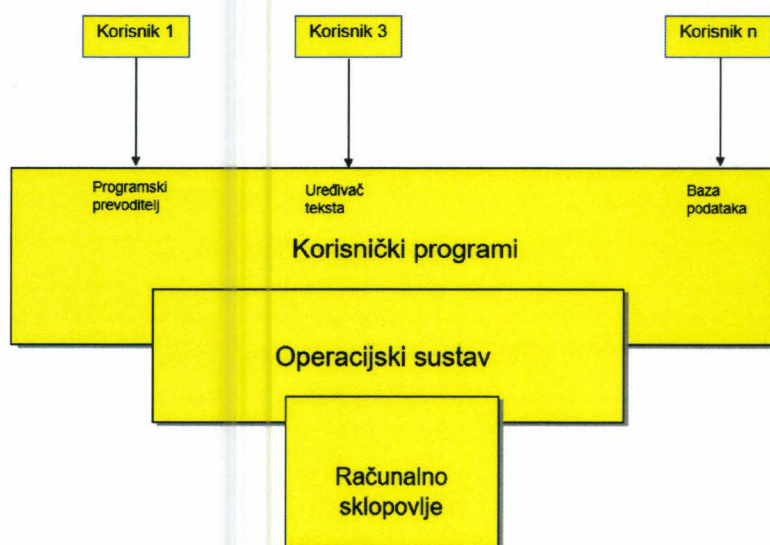 Korisnik 1
Korisnik 3
Korisnik n
Programski
prevoditelj
Uređivač
teksta
Baza
podataka
Korisnički programi
Operacijski sustav
Računalno
sklopovlje